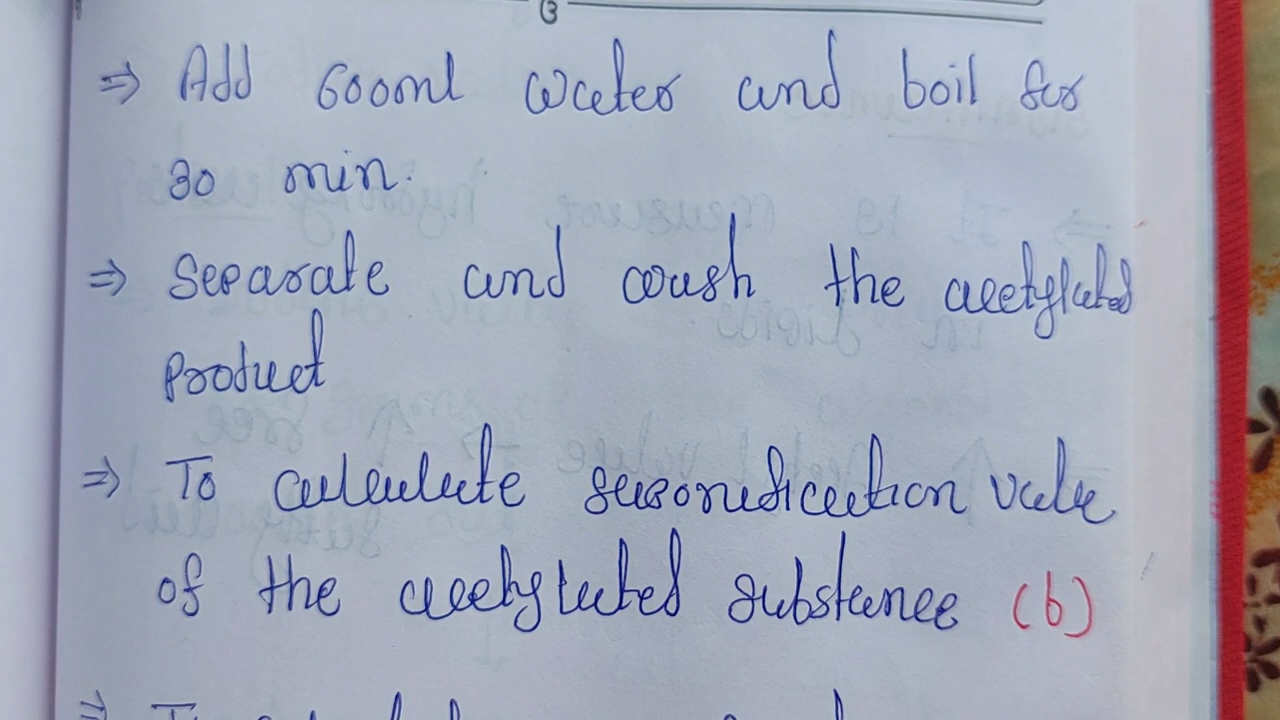 ⇒ Add 600ml water and boil for
30 min.
⇒ Separate and crush the acetylated
Product
⇒ To calculate saponification value
of the acetylated substance (b)